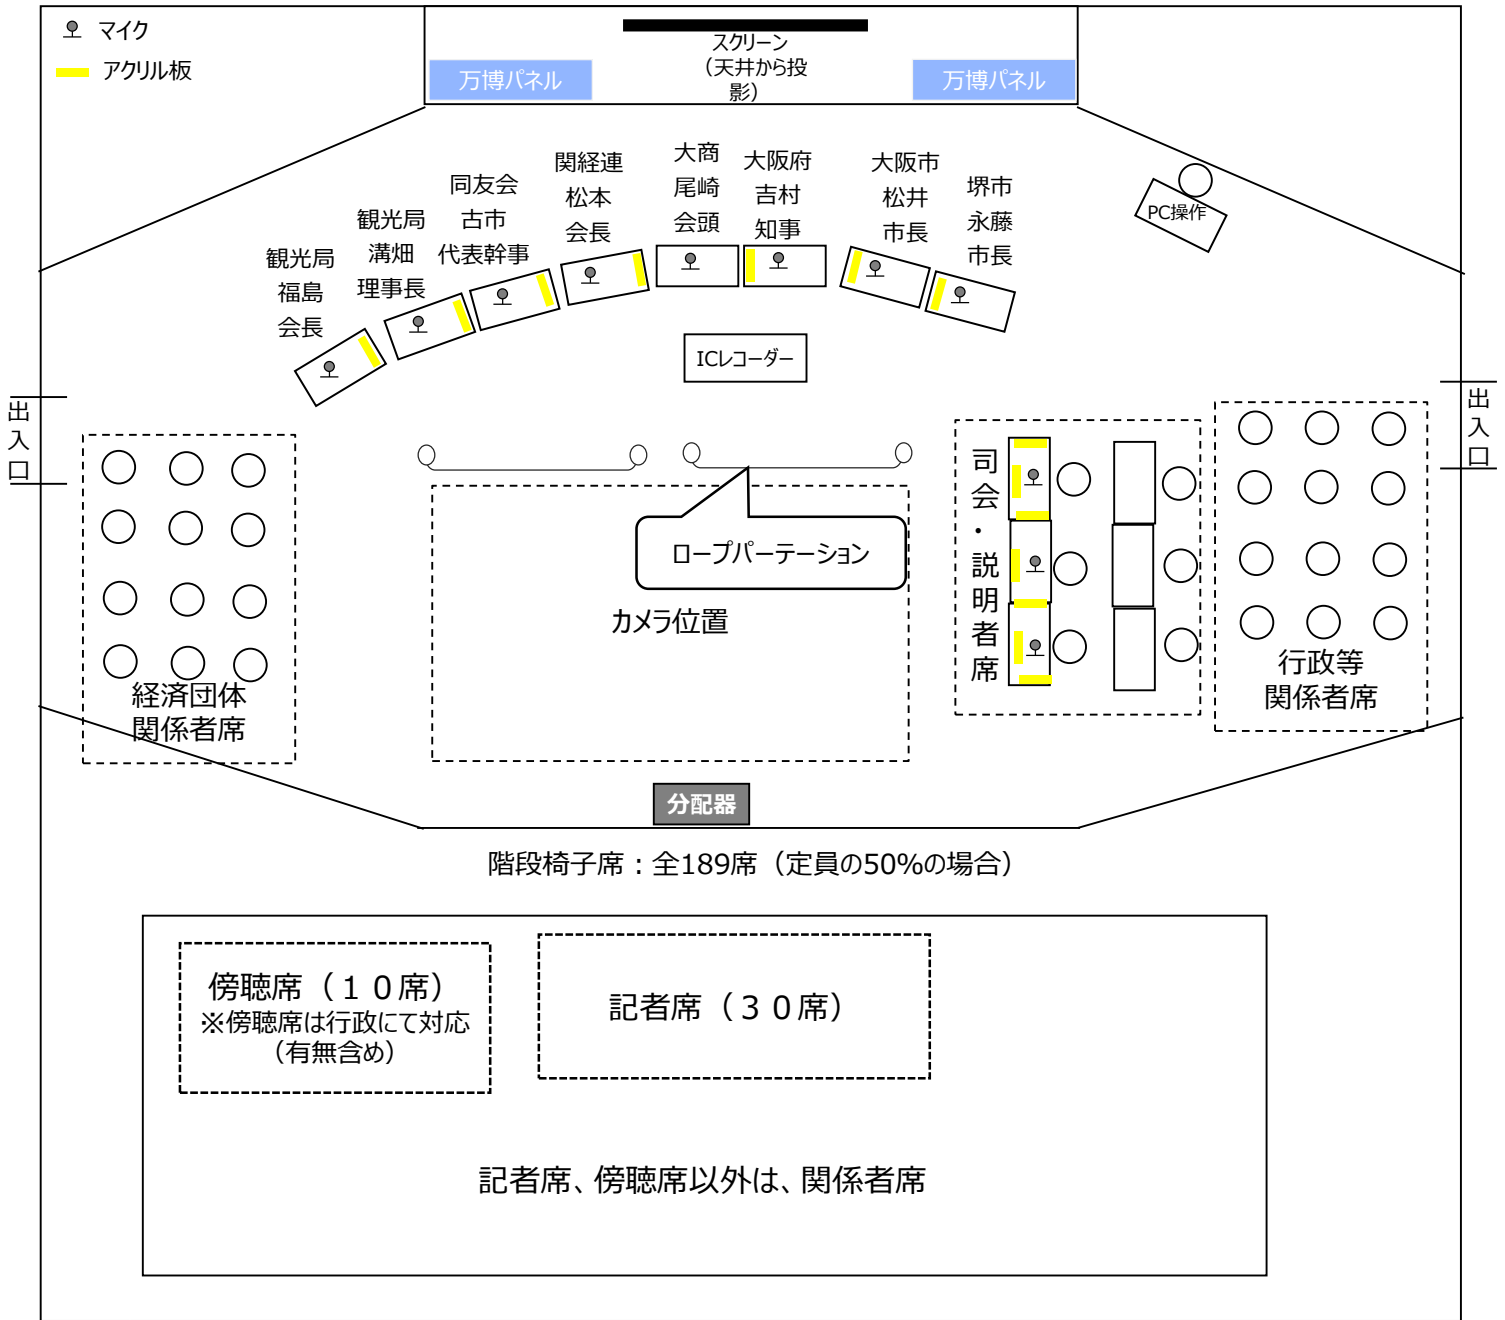 マイク
アクリル板
スクリーン
（天井から投
影）
万博パネル
万博パネル
観光局
福島
会長
観光局
溝畑
理事長
同友会
古市
代表幹事
関経連
松本
会長
大商
尾崎
会頭
大阪府
吉村
知事
大阪市
松井
市長
堺市
永藤
市長
PC操作
ICレコーダー
出入口
出入口
司会・説明者席
ロープパーテーション
カメラ位置
経済団体
関係者席
行政等
関係者席
分配器
階段椅子席：全189席（定員の50%の場合）
傍聴席（１０席）
※傍聴席は行政にて対応
（有無含め）
記者席（３０席）
記者席、傍聴席以外は、関係者席